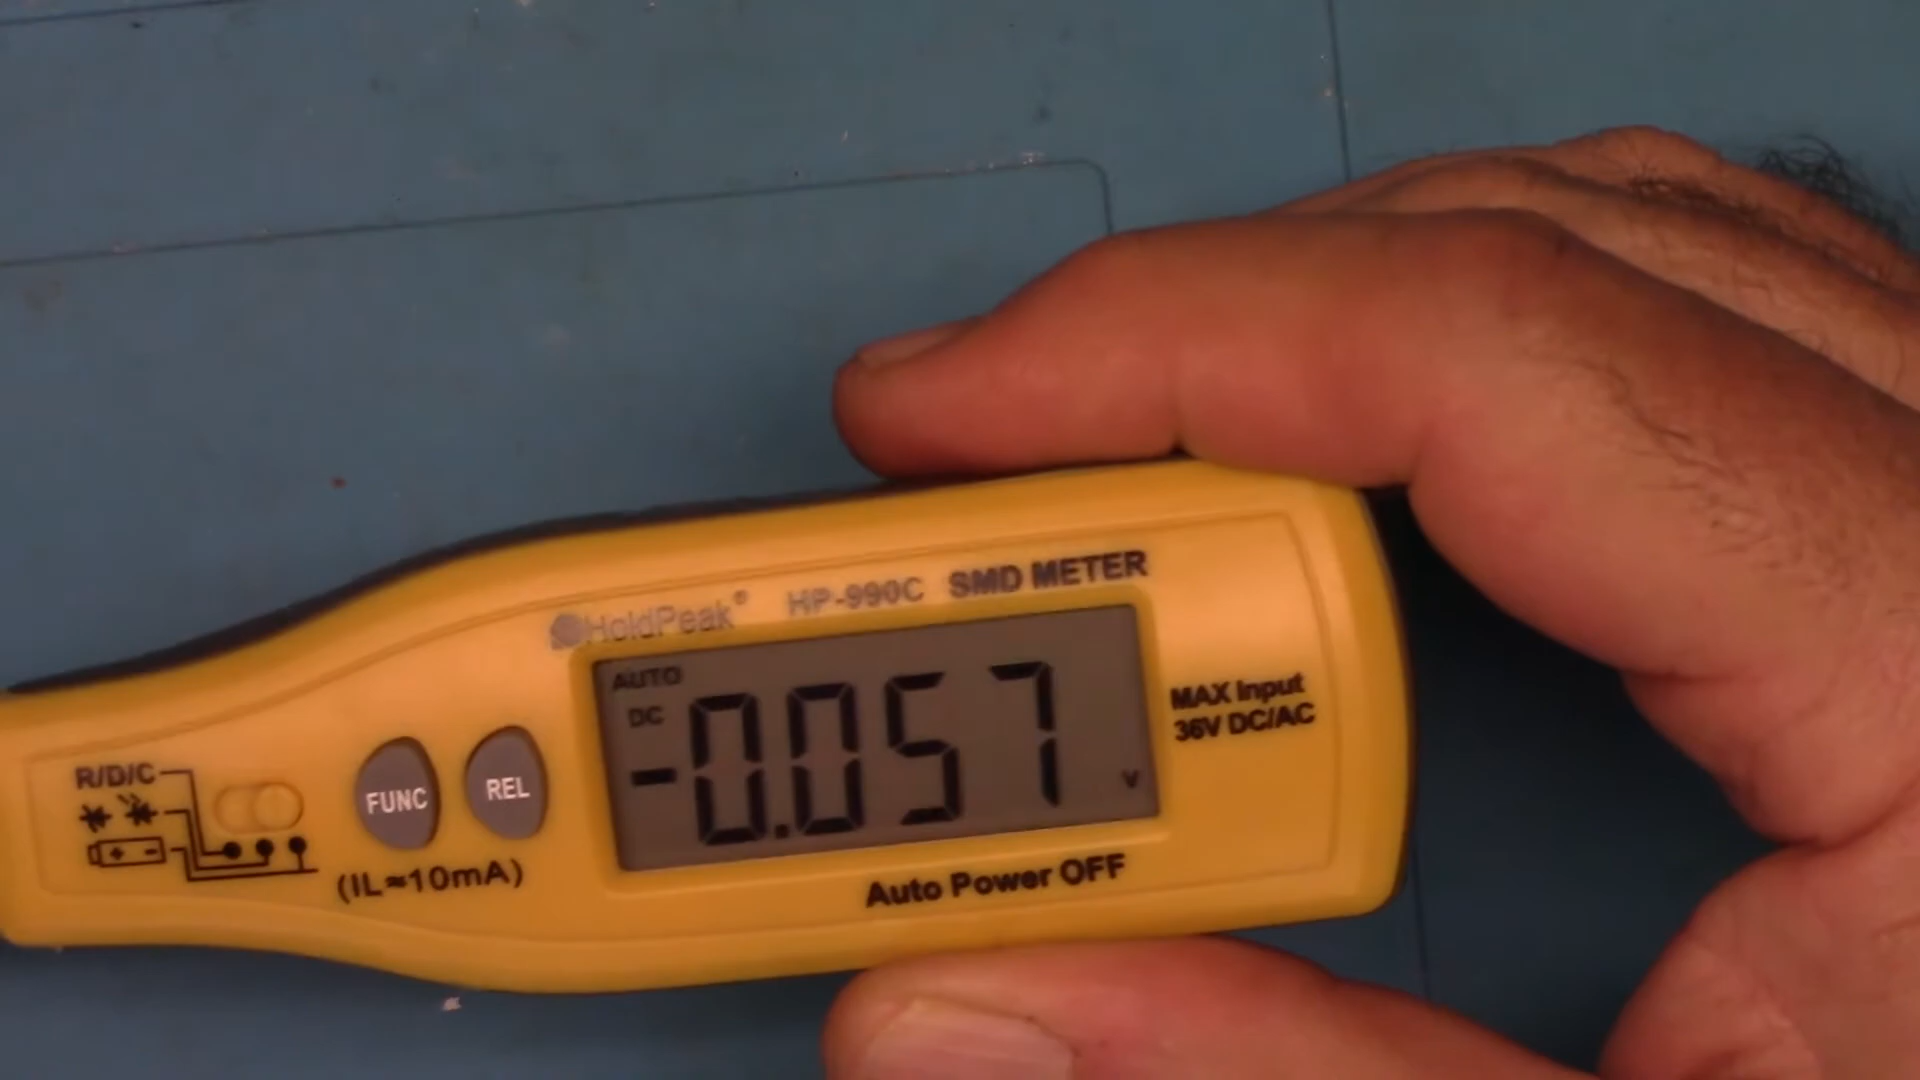 HoldPeak® HP-990C SMD METER
AUTO
DC
-0.057
V
MAX Input
36V DC/AC
R/D/C
+ -
FUNC
REL
(IL≈10mA)
Auto Power OFF